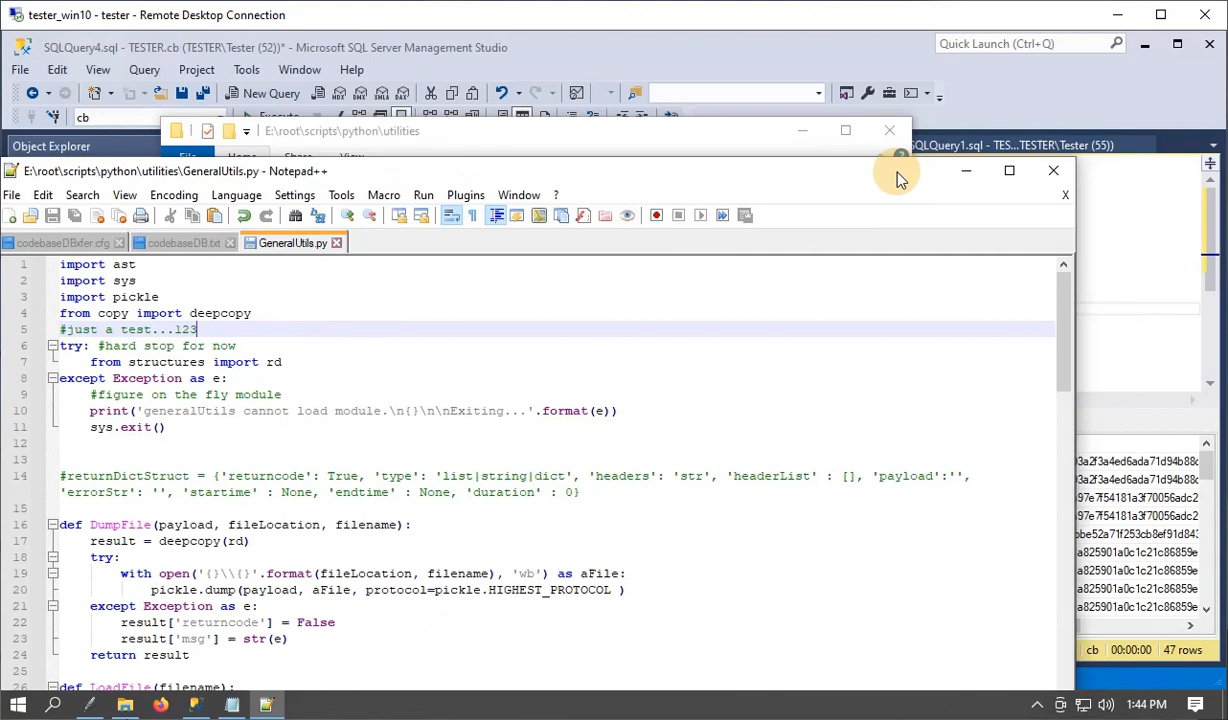 tester_win10 - tester - Remote Desktop Connection
SQLQuery4.sql - TESTER.cb (TESTER\Tester (52))* - Microsoft SQL Server Management Studio
Quick Launch (Ctrl+Q)
File Edit View Query Project Tools Window Help
New Query MDX XMLA DAX
cb
E:\root\scripts\python\utilities
Object Explorer
SQLQuery1.sql - TES...TESTER\Tester (55))
E:\root\scripts\python\utilities\GeneralUtils.py - Notepad++
File Edit Search View Encoding Language Settings Tools Macro Run Plugins Window ? X
codebaseDBxfer.cfg codebaseDB.txt GeneralUtils.py
1 import ast
2 import sys
3 import pickle
4 from copy import deepcopy
5 #just a test...123
6 try: #hard stop for now
7 from structures import rd
8 except Exception as e:
9 #figure on the fly module
10 print('generalUtils cannot load module.\n{}\n\nExiting...'.format(e))
11 sys.exit()
12
13
14 #returnDictStruct = {'returncode': True, 'type': 'list|string|dict', 'headers': 'str', 'headerList' : [], 'payload':'',
'errorStr': '', 'startime' : None, 'endtime' : None, 'duration' : 0}
15
16 def DumpFile(payload, fileLocation, filename):
17 result = deepcopy(rd)
18 try:
19 with open('{}\\{}'.format(fileLocation, filename), 'wb') as aFile:
20 pickle.dump(payload, aFile, protocol=pickle.HIGHEST_PROTOCOL )
21 except Exception as e:
22 result['returncode'] = False
23 result['msg'] = str(e)
24 return result
25
26 def LoadFile(filename):
cb 00:00:00 47 rows
1:44 PM